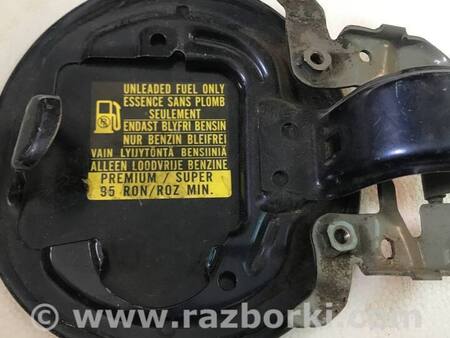 UNLEADED FUEL ONLY
ESSENCE SANS PLOMB
SEULEMENT
ENDAST BLYFRI BENSIN
NUR BENZIN BLEIFREI
VAIN LYIJYTÖNTÄ BENSIINIÄ
ALLEEN LOODVRIJE BENZINE
PREMIUM / SUPER
95 RON/ROZ MIN.
© www.razborki.com